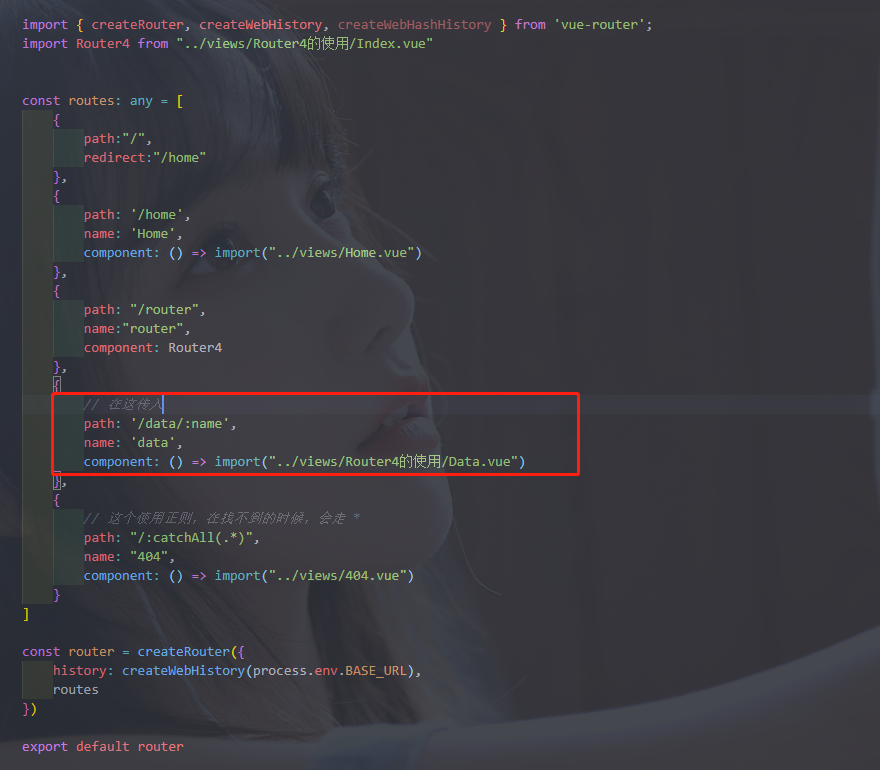 import { createRouter, createWebHistory, createWebHashHistory } from 'vue-router';
import Router4 from "../views/Router4的使用/Index.vue"
const routes: any = [
{
path:"/",
redirect:"/home"
},
{
path: '/home',
name: 'Home',
component: () => import("../views/Home.vue")
},
{
path: "/router",
name:"router",
component: Router4
},
{
// 在这传入
path: '/data/:name',
name: 'data',
component: () => import("../views/Router4的使用/Data.vue")
},
{
// 这个使用正则，在找不到的时候，会走 *
path: "/:catchAll(.*)",
name: "404",
component: () => import("../views/404.vue")
}
]
const router = createRouter({
history: createWebHistory(process.env.BASE_URL),
routes
})
export default router